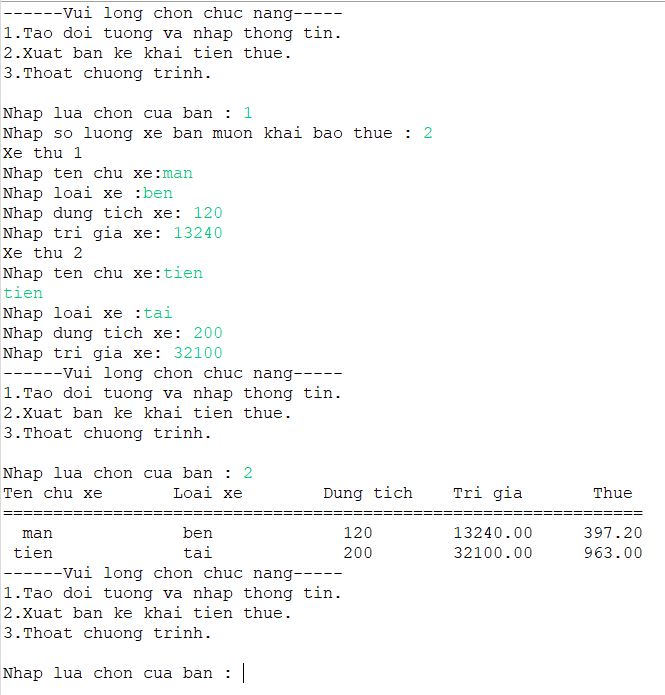 ------Vui long chon chuc nang-----
1.Tao doi tuong va nhap thong tin.
2.Xuat ban ke khai tien thue.
3.Thoat chuong trinh.
Nhap lua chon cua ban : 1
Nhap so luong xe ban muon khai bao thue : 2
Xe thu 1
Nhap ten chu xe:man
Nhap loai xe :ben
Nhap dung tich xe: 120
Nhap tri gia xe: 13240
Xe thu 2
Nhap ten chu xe:tien
tien
Nhap loai xe :tai
Nhap dung tich xe: 200
Nhap tri gia xe: 32100
------Vui long chon chuc nang-----
1.Tao doi tuong va nhap thong tin.
2.Xuat ban ke khai tien thue.
3.Thoat chuong trinh.
Nhap lua chon cua ban : 2
Ten chu xe       Loai xe        Dung tich    Tri gia       Thue
================================================================
  man             ben             120        13240.00     397.20
 tien             tai             200        32100.00     963.00
------Vui long chon chuc nang-----
1.Tao doi tuong va nhap thong tin.
2.Xuat ban ke khai tien thue.
3.Thoat chuong trinh.
Nhap lua chon cua ban :